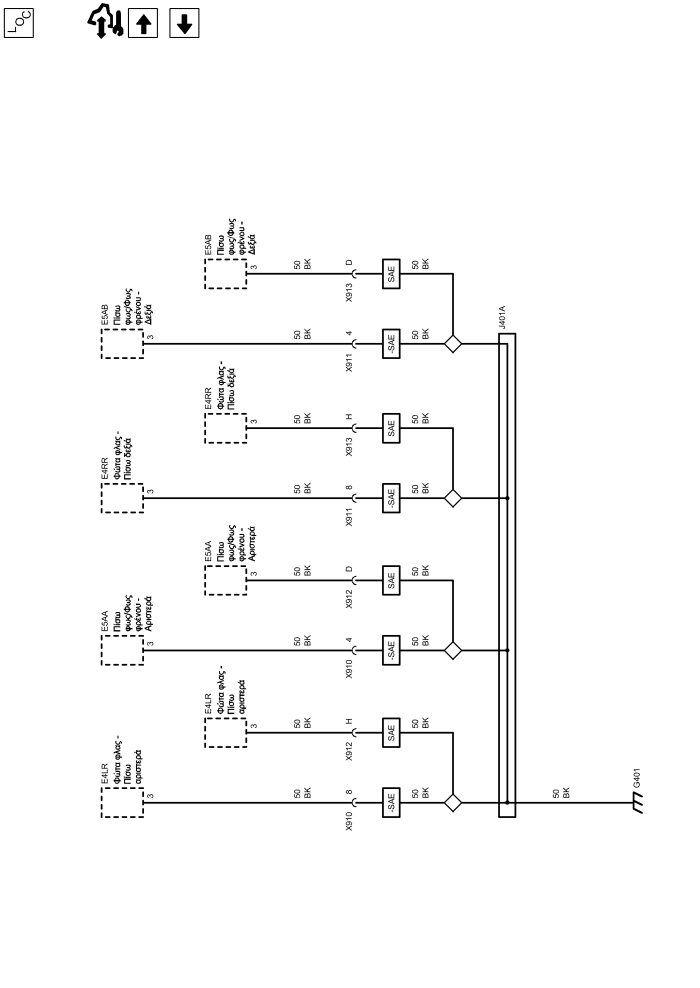 LOC
E5AB
Πίσω
φως/Φως
φρένου -
Δεξιά
3
50
BK
D
X913
SAE
50
BK
E5AB
Πίσω
φως/Φως
φρένου -
Δεξιά
3
50
BK
4
X911
-SAE
50
BK
J401A
E4RR
Φώτα φλας -
Πίσω δεξιά
3
50
BK
H
X913
SAE
50
BK
E4RR
Φώτα φλας -
Πίσω δεξιά
3
50
BK
8
X911
-SAE
50
BK
E5AA
Πίσω
φως/Φως
φρένου -
Αριστερά
3
50
BK
D
X912
SAE
50
BK
E5AA
Πίσω
φως/Φως
φρένου -
Αριστερά
3
50
BK
4
X910
-SAE
50
BK
E4LR
Φώτα φλας -
Πίσω
αριστερά
3
50
BK
H
X912
SAE
50
BK
E4LR
Φώτα φλας -
Πίσω
αριστερά
3
50
BK
8
X910
-SAE
50
BK
50
BK
G401